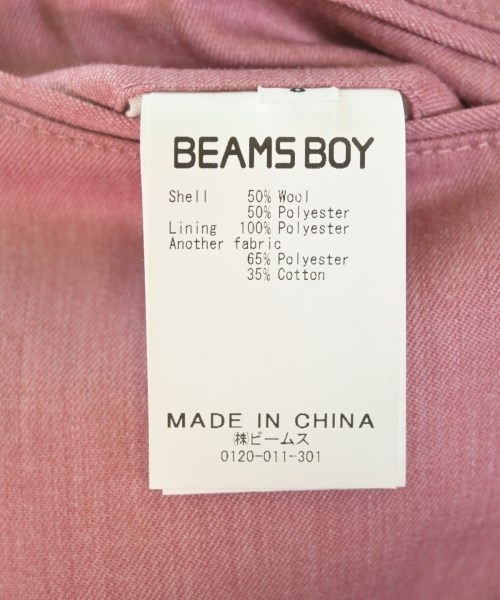 BEAMS BOY
Shell 50% Wool
50% Polyester
Lining 100% Polyester
Another fabric
65% Polyester
35% Cotton
MADE IN CHINA
㈱ビームス
0120-011-301